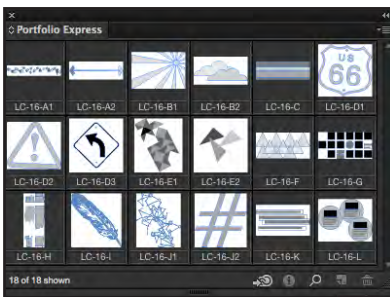 Portfolio Express
US
66
LC-16-A1 LC-16-A2 LC-16-B1 LC-16-B2 LC-16-C LC-16-D1
LC-16-D2 LC-16-D3 LC-16-E1 LC-16-E2 LC-16-F LC-16-G
LC-16-H LC-16-I LC-16-J1 LC-16-J2 LC-16-K LC-16-L
18 of 18 shown